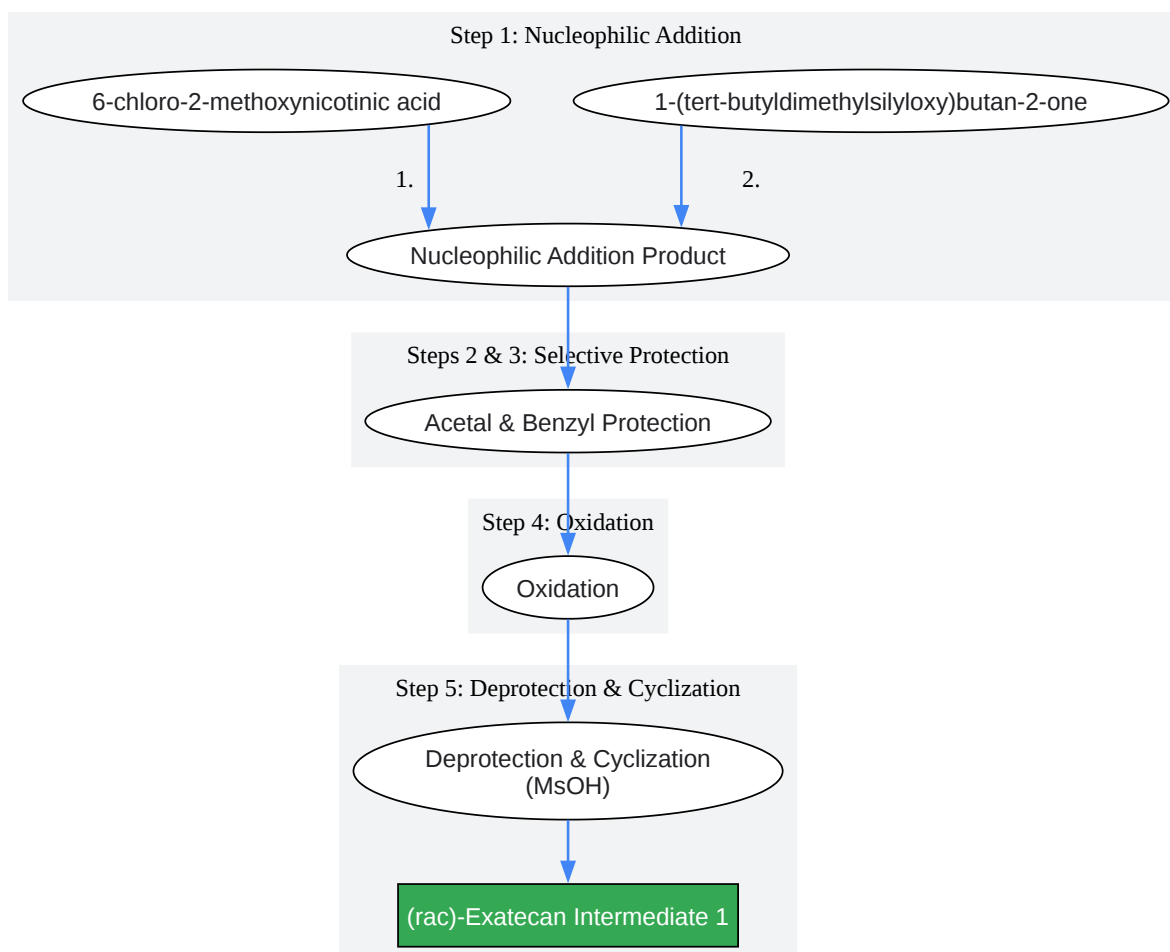 Step 1: Nucleophilic Addition
6-chloro-2-methoxynicotinic acid
1-(tert-butyldimethylsilyloxy)butan-2-one
1.
2.
Nucleophilic Addition Product
Steps 2 & 3: Selective Protection
Acetal & Benzyl Protection
Step 4: Oxidation
Oxidation
Step 5: Deprotection & Cyclization
Deprotection & Cyclization
(MsOH)
(rac)-Exatecan Intermediate 1